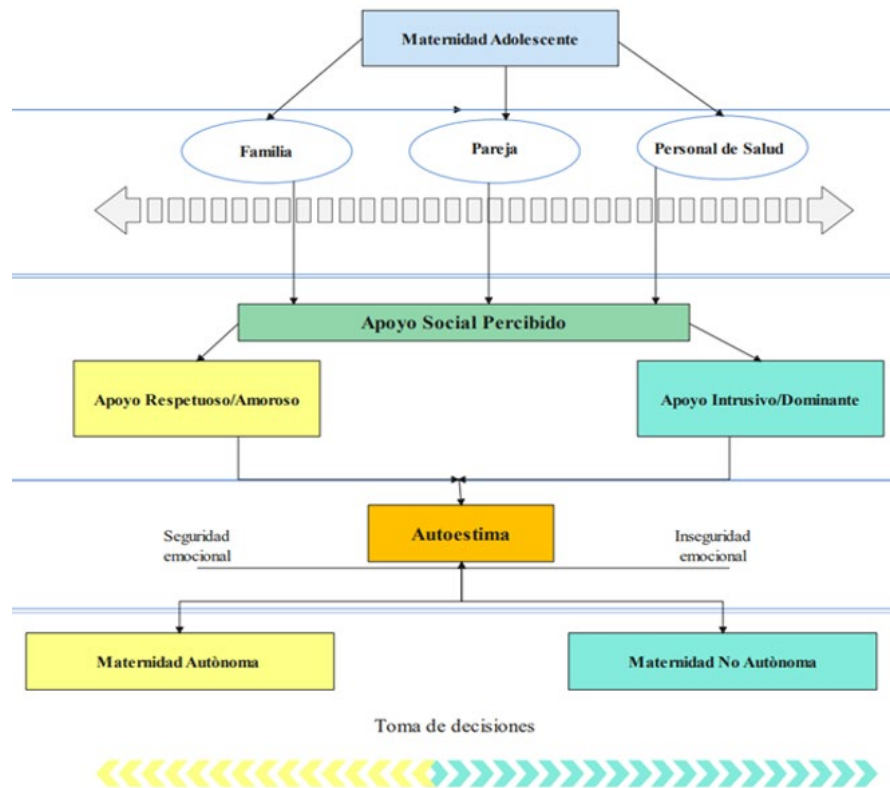 Maternidad Adolescente
Familia
Pareja
Personal de Salud
Apoyo Social Percibido
Apoyo Respetuoso/Amoroso
Apoyo Intrusivo/Dominante
Autoestima
Seguridad
emocional
Inseguridad
emocional
Maternidad Autònoma
Maternidad No Autònoma
Toma de decisiones